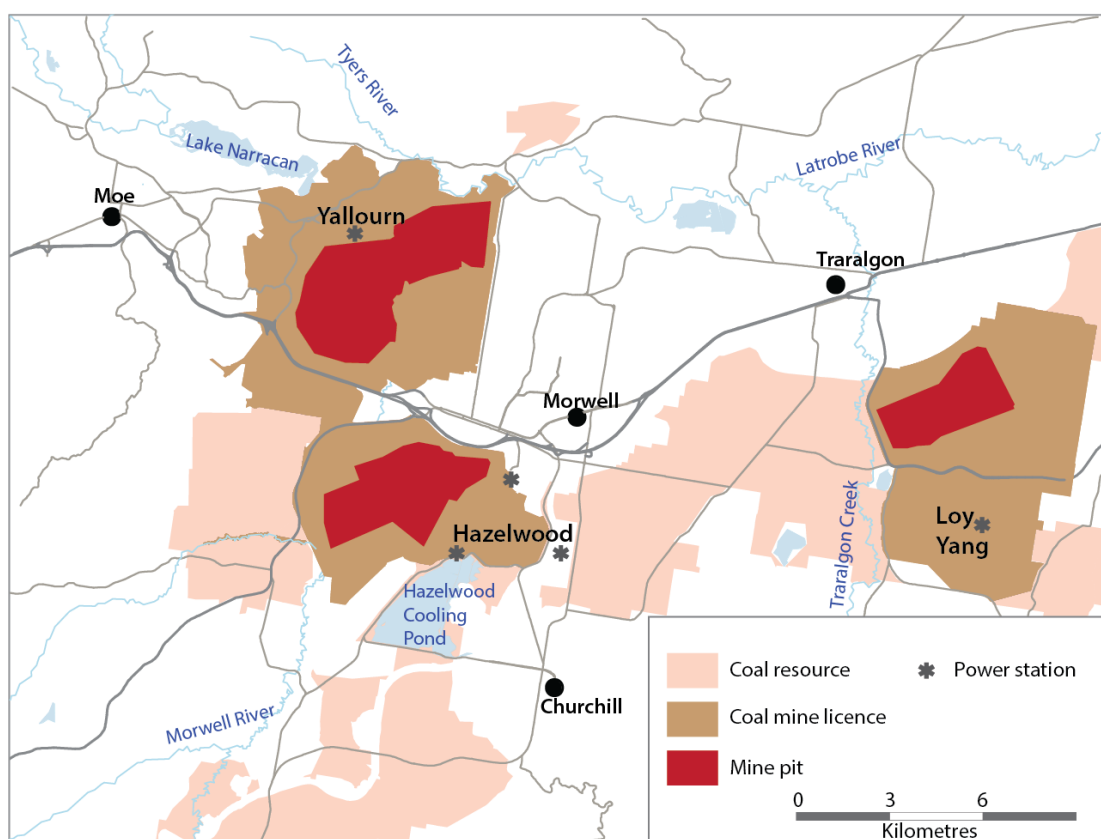 Tyers River
Lake Narracan
Latrobe River
Moe
Yallourn
Traralgon
Morwell
Hazelwood
Traralgon Creek
Loy
Yang
Hazelwood
Cooling
Pond
Churchill
Morwell River
Coal resource
Power station
Coal mine licence
Mine pit
0
3
6
Kilometres